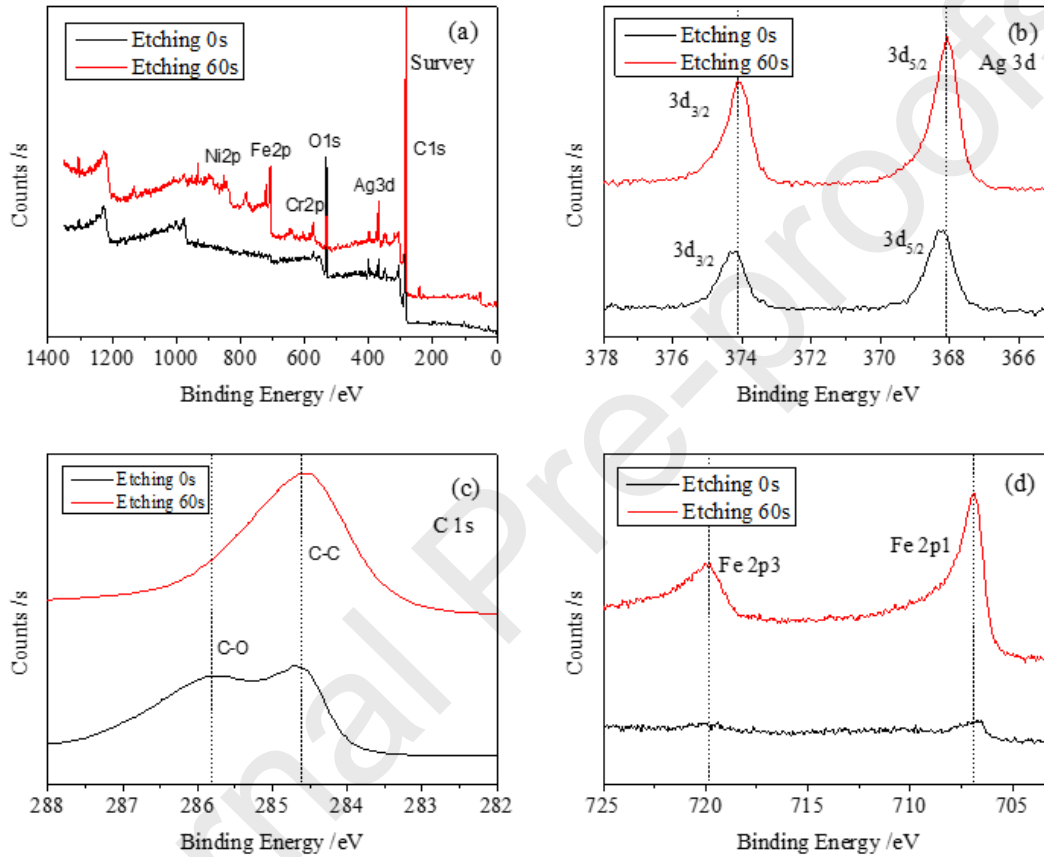 Etching 0s
Etching 60s
(a)
Survey
Ni2p
Fe2p
O1s
C1s
Cr2p
Ag3d
Counts /s
1400 1200 1000 800 600 400 200 0
Binding Energy /eV
Etching 0s
Etching 60s
(b)
3d5/2
Ag 3d
3d3/2
3d3/2
3d5/2
Counts /s
378 376 374 372 370 368 366
Binding Energy /eV
Etching 0s
Etching 60s
(c)
C 1s
C-C
C-O
Counts /s
288 287 286 285 284 283 282
Binding Energy /eV
Etching 0s
Etching 60s
(d)
Fe 2p1
Fe 2p3
Counts /s
725 720 715 710 705
Binding Energy /eV
rnal Pre-proofs